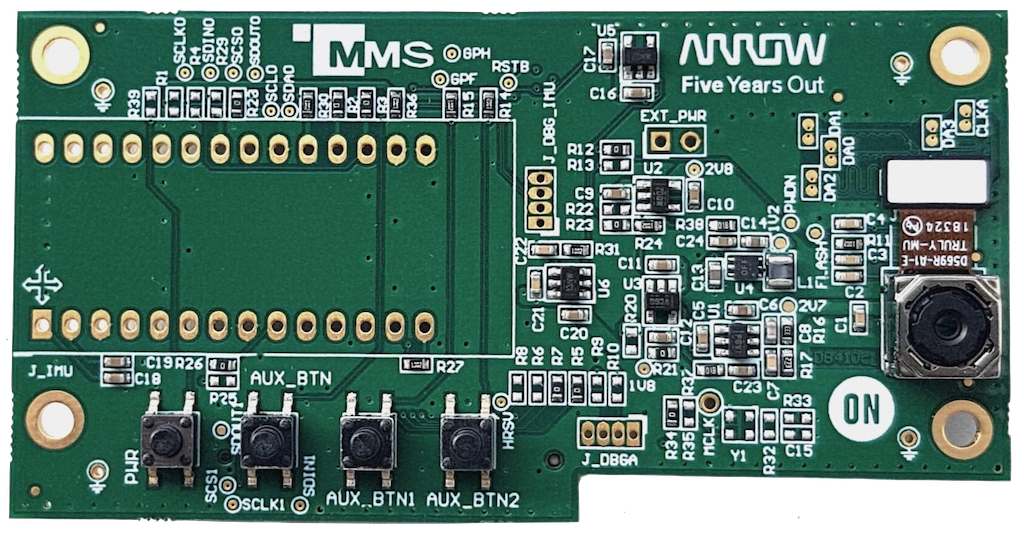 SCLK0
R4
SDIN0
R29
SCS0
SDOUT0
MMS
GPH
GPF
RSTB
U5
C17
C16
ARROW
Five Years Out
R1
R39
R23
SCL0
SDA0
R30
R2
R3
R36
R15
R14
J_DBG_IMU
EXT_PWR
R12
R13
U2
2V8
DA1
DA0
DA2
DA3
CLKA
PWDN
C9
R22
R23
C10
R24
R38
C24
C14
1V2
FLASH
C4
R11
C3
18324
TRULY-MU
D569R-A1-E
C22
R31
U6
C21
C20
C11
U3
R20
R21
C13
U4
L1
C5
C12
U1
C6
2V7
C8
R16
C2
C1
C23
C7
R17
J_IMU
C19
C18
R26
R25
AUX_BTN
R27
R8
R6
R7
R5
R9
R10
1V8
R37
ON
PWR
SDOUT1
SCS1
SCLK1
SDIN1
AUX_BTN1
AUX_BTN2
HRSV
J_DBGA
R34
R35
MCLK
Y1
R32
R33
C15